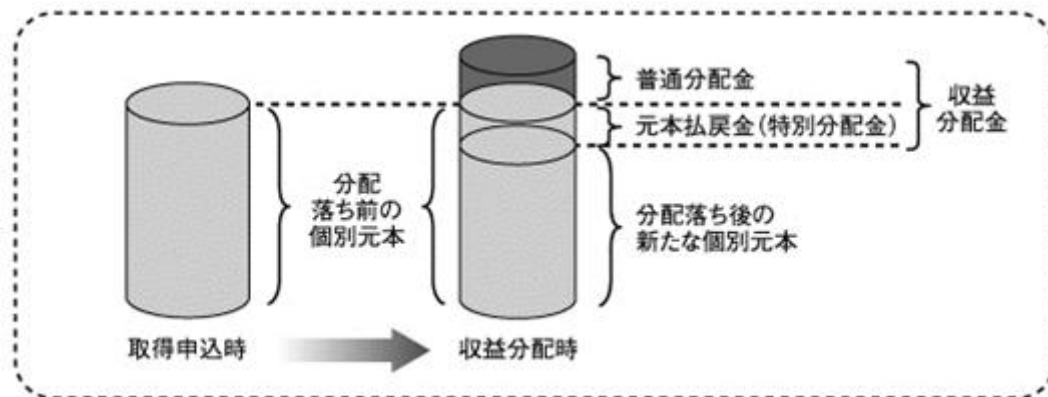 普通分配金
元本払戻金(特別分配金)
収益
分配金
分配
落ち前の
個別元本
分配落ち後の
新たな個別元本
取得申込時
収益分配時